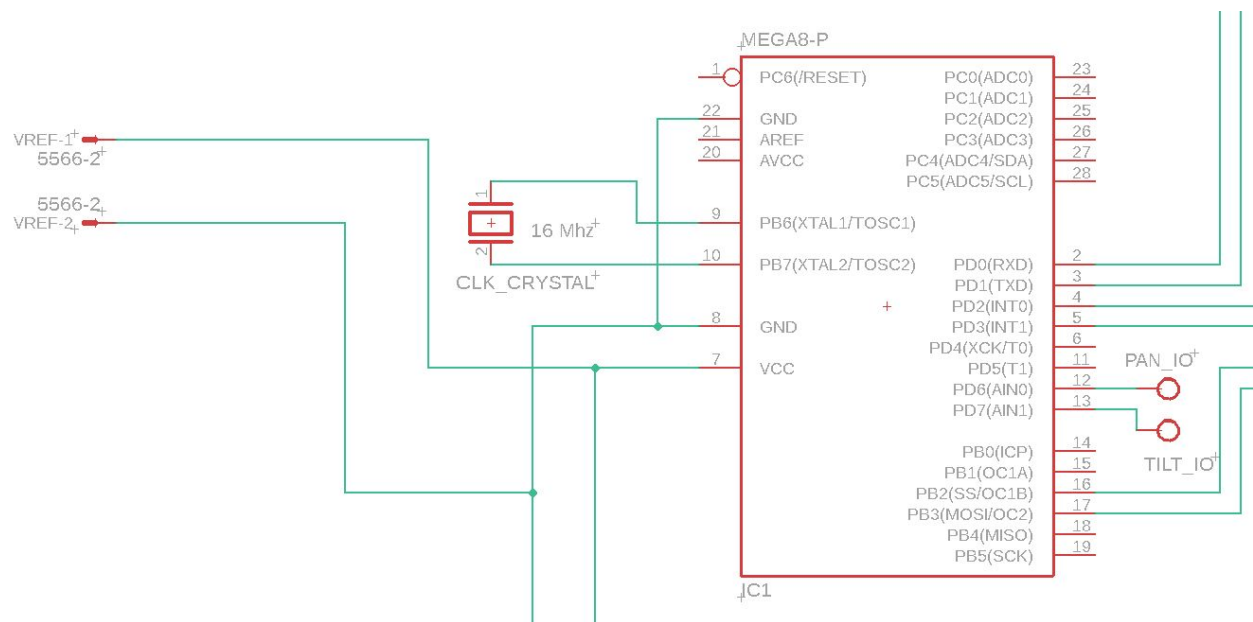 MEGA8-P
1 PC6(/RESET)
22 GND
21 AREF
20 AVCC
9 PB6(XTAL1/TOSC1)
10 PB7(XTAL2/TOSC2)
8 GND
7 VCC
PC0(ADC0) 23
PC1(ADC1) 24
PC2(ADC2) 25
PC3(ADC3) 26
PC4(ADC4/SDA) 27
PC5(ADC5/SCL) 28
PD0(RXD) 2
PD1(TXD) 3
PD2(INT0) 4
PD3(INT1) 5
PD4(XCK/T0) 6
PD5(T1) 11
PD6(AIN0) 12
PD7(AIN1) 13
PB0(ICP) 14
PB1(OC1A) 15
PB2(SS/OC1B) 16
PB3(MOSI/OC2) 17
PB4(MISO) 18
PB5(SCK) 19
IC1
VREF-1
5566-2
5566-2
VREF-2
1
16 Mhz
2
CLK_CRYSTAL
PAN_IO
TILT_IO